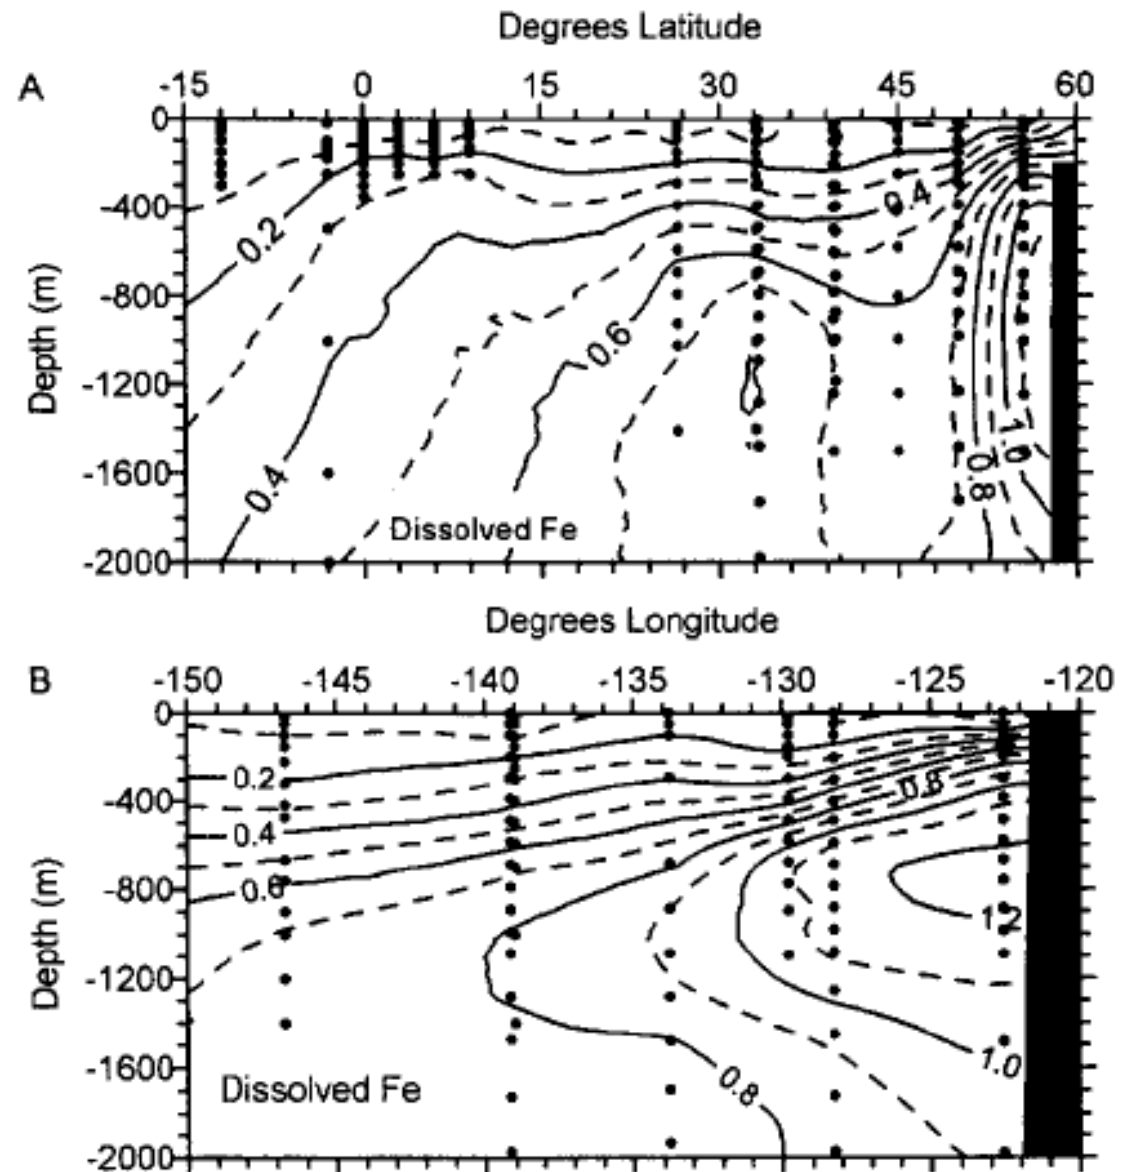 Degrees Latitude
A
-15 0 15 30 45 60
0
-400
-800
-1200
-1600
-2000
Depth (m)
0.2
0.4
0.6
0.4
1.0
0.8
Dissolved Fe
Degrees Longitude
B
-150 -145 -140 -135 -130 -125 -120
0
-400
-800
-1200
-1600
-2000
Depth (m)
0.2
0.4
0.6
0.8
1.2
1.0
0.8
Dissolved Fe